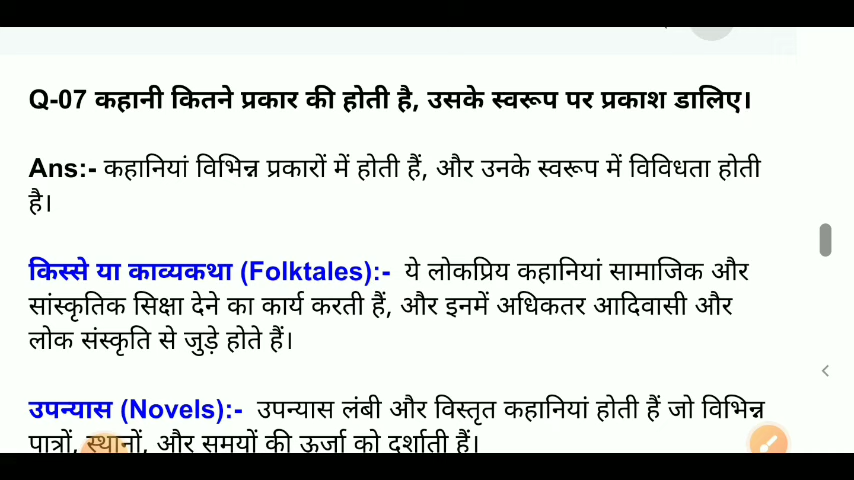 Q-07 कहानी कितने प्रकार की होती है, उसके स्वरूप पर प्रकाश डालिए।
Ans:- कहानियां विभिन्न प्रकारों में होती हैं, और उनके स्वरूप में विविधता होती
है।
किस्से या काव्यकथा (Folktales):- ये लोकप्रिय कहानियां सामाजिक और
सांस्कृतिक सिक्षा देने का कार्य करती हैं, और इनमें अधिकतर आदिवासी और
लोक संस्कृति से जुड़े होते हैं।
उपन्यास (Novels):- उपन्यास लंबी और विस्तृत कहानियां होती हैं जो विभिन्न
पात्रों, स्थानों, और समयों की ऊर्जा को दर्शाती हैं।